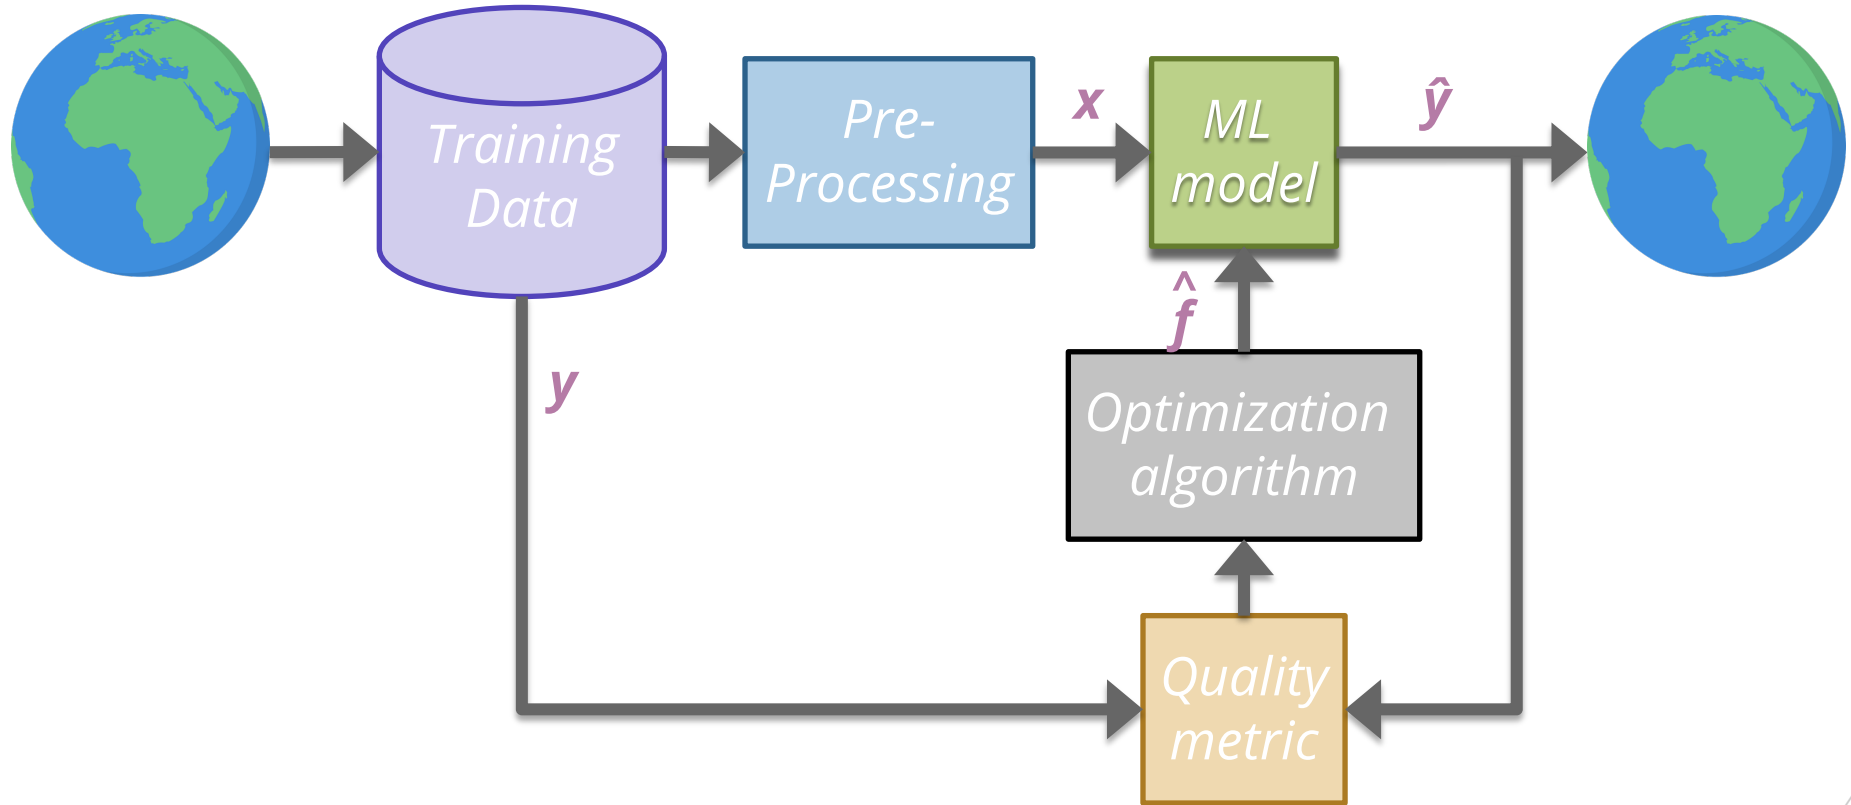 Training
Data
Pre-
Processing
x
ML
model
ŷ
f̂
y
Optimization
algorithm
Quality
metric